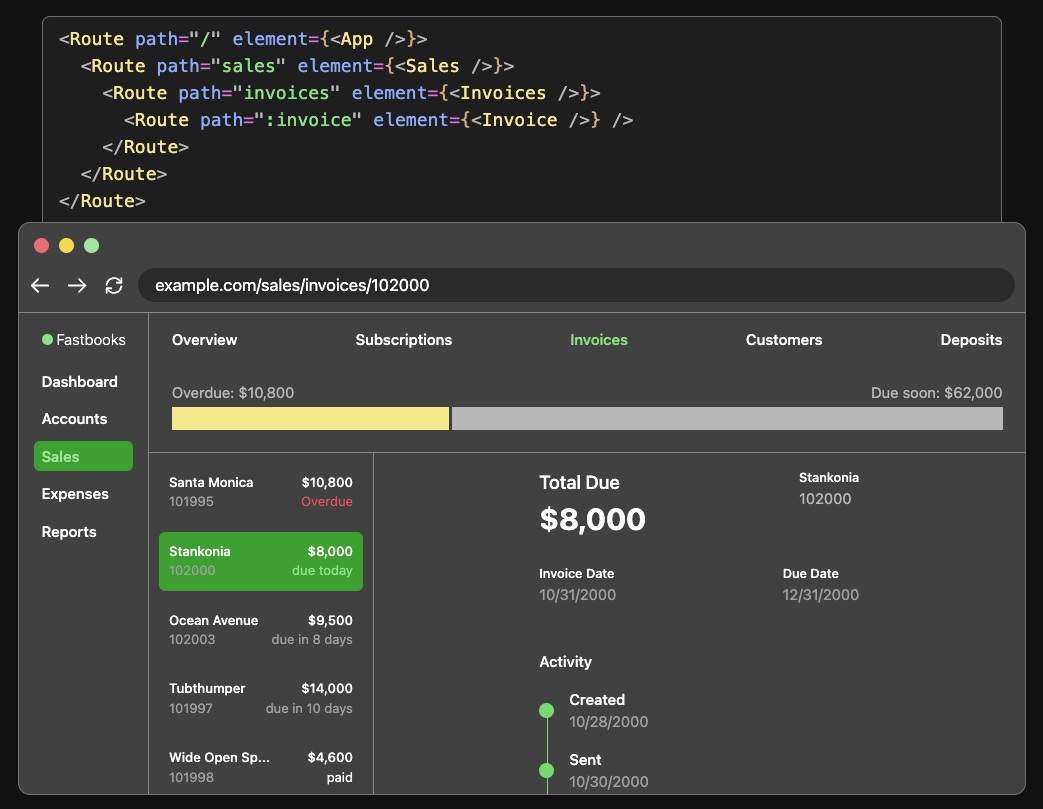 <Route path="/" element={<App />}>
<Route path="sales" element={<Sales />}>
<Route path="invoices" element={<Invoices />}>
<Route path=":invoice" element={<Invoice />} />
</Route>
</Route>
</Route>
example.com/sales/invoices/102000
Fastbooks
Dashboard
Accounts
Sales
Expenses
Reports
Overview Subscriptions Invoices Customers Deposits
Overdue: $10,800 Due soon: $62,000
Santa Monica $10,800
101995 Overdue
Stankonia $8,000
102000 due today
Ocean Avenue $9,500
102003 due in 8 days
Tubthumper $14,000
101997 due in 10 days
Wide Open Sp... $4,600
101998 paid
Total Due
$8,000
Stankonia
102000
Invoice Date
10/31/2000
Due Date
12/31/2000
Activity
Created
10/28/2000
Sent
10/30/2000